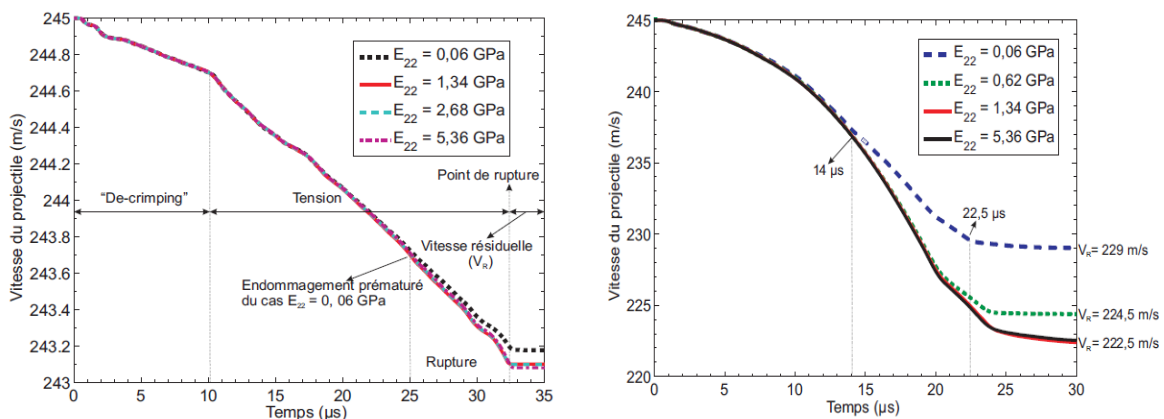 Vitesse du projectile (m/s)
245
244.8
244.6
244.4
244.2
244
243.8
243.6
243.4
243.2
243
0
5
10
15
20
25
30
35
Temps (µs)
E22 = 0,06 GPa
E22 = 1,34 GPa
E22 = 2,68 GPa
E22 = 5,36 GPa
Point de rupture
"De-crimping"
Tension
Vitesse résiduelle
(VR)
Endommagement prématuré
du cas E22 = 0, 06 GPa
Rupture
Vitesse du projectile (m/s)
245
240
235
230
225
220
0
5
10
15
20
25
30
Temps (µs)
E22 = 0,06 GPa
E22 = 0,62 GPa
E22 = 1,34 GPa
E22 = 5,36 GPa
14 µs
22,5 µs
VR= 229 m/s
VR= 224,5 m/s
VR= 222,5 m/s